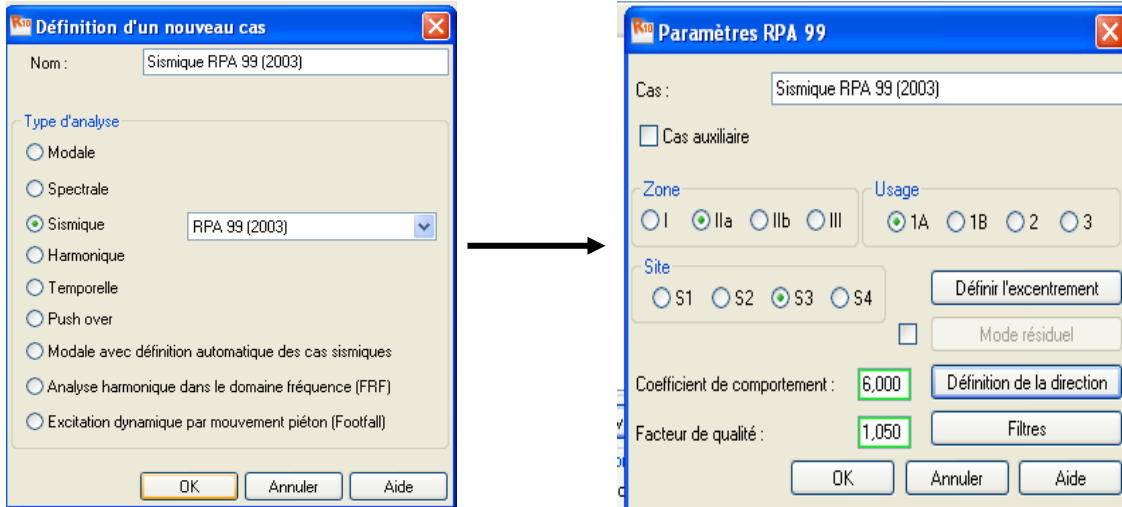 R10 Définition d'un nouveau cas
Nom : Sismique RPA 99 (2003)
Type d'analyse
Modale
Spectrale
Sismique RPA 99 (2003)
Harmonique
Temporelle
Push over
Modale avec définition automatique des cas sismiques
Analyse harmonique dans le domaine fréquence (FRF)
Excitation dynamique par mouvement piéton (Footfall)
OK Annuler Aide
R10 Paramètres RPA 99
Cas : Sismique RPA 99 (2003)
Cas auxiliaire
Zone Usage
I IIa IIb III 1A 1B 2 3
Site
S1 S2 S3 S4 Définir l'excentrement
Mode résiduel
Coefficient de comportement : 6,000 Définition de la direction
Facteur de qualité : 1,050 Filtres
OK Annuler Aide